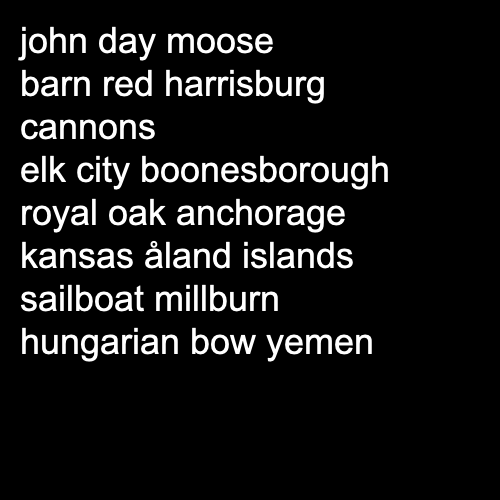 john day moose
barn red harrisburg
cannons
elk city boonesborough
royal oak anchorage
kansas åland islands
sailboat millburn
hungarian bow yemen